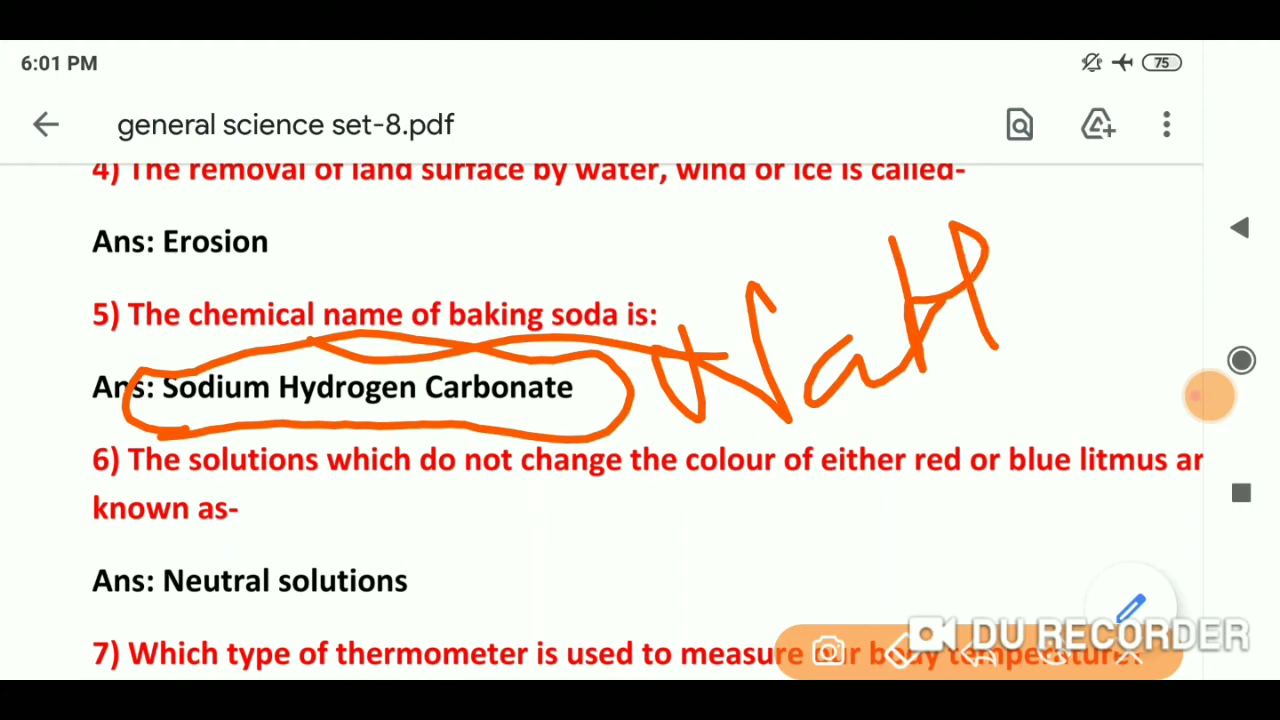 6:01 PM
75
general science set-8.pdf
4) The removal of land surface by water, wind or ice is called-
Ans: Erosion
5) The chemical name of baking soda is:
Ans: Sodium Hydrogen Carbonate
NaH
6) The solutions which do not change the colour of either red or blue litmus ar
known as-
Ans: Neutral solutions
7) Which type of thermometer is used to measure our body temperature:
DU RECORDER